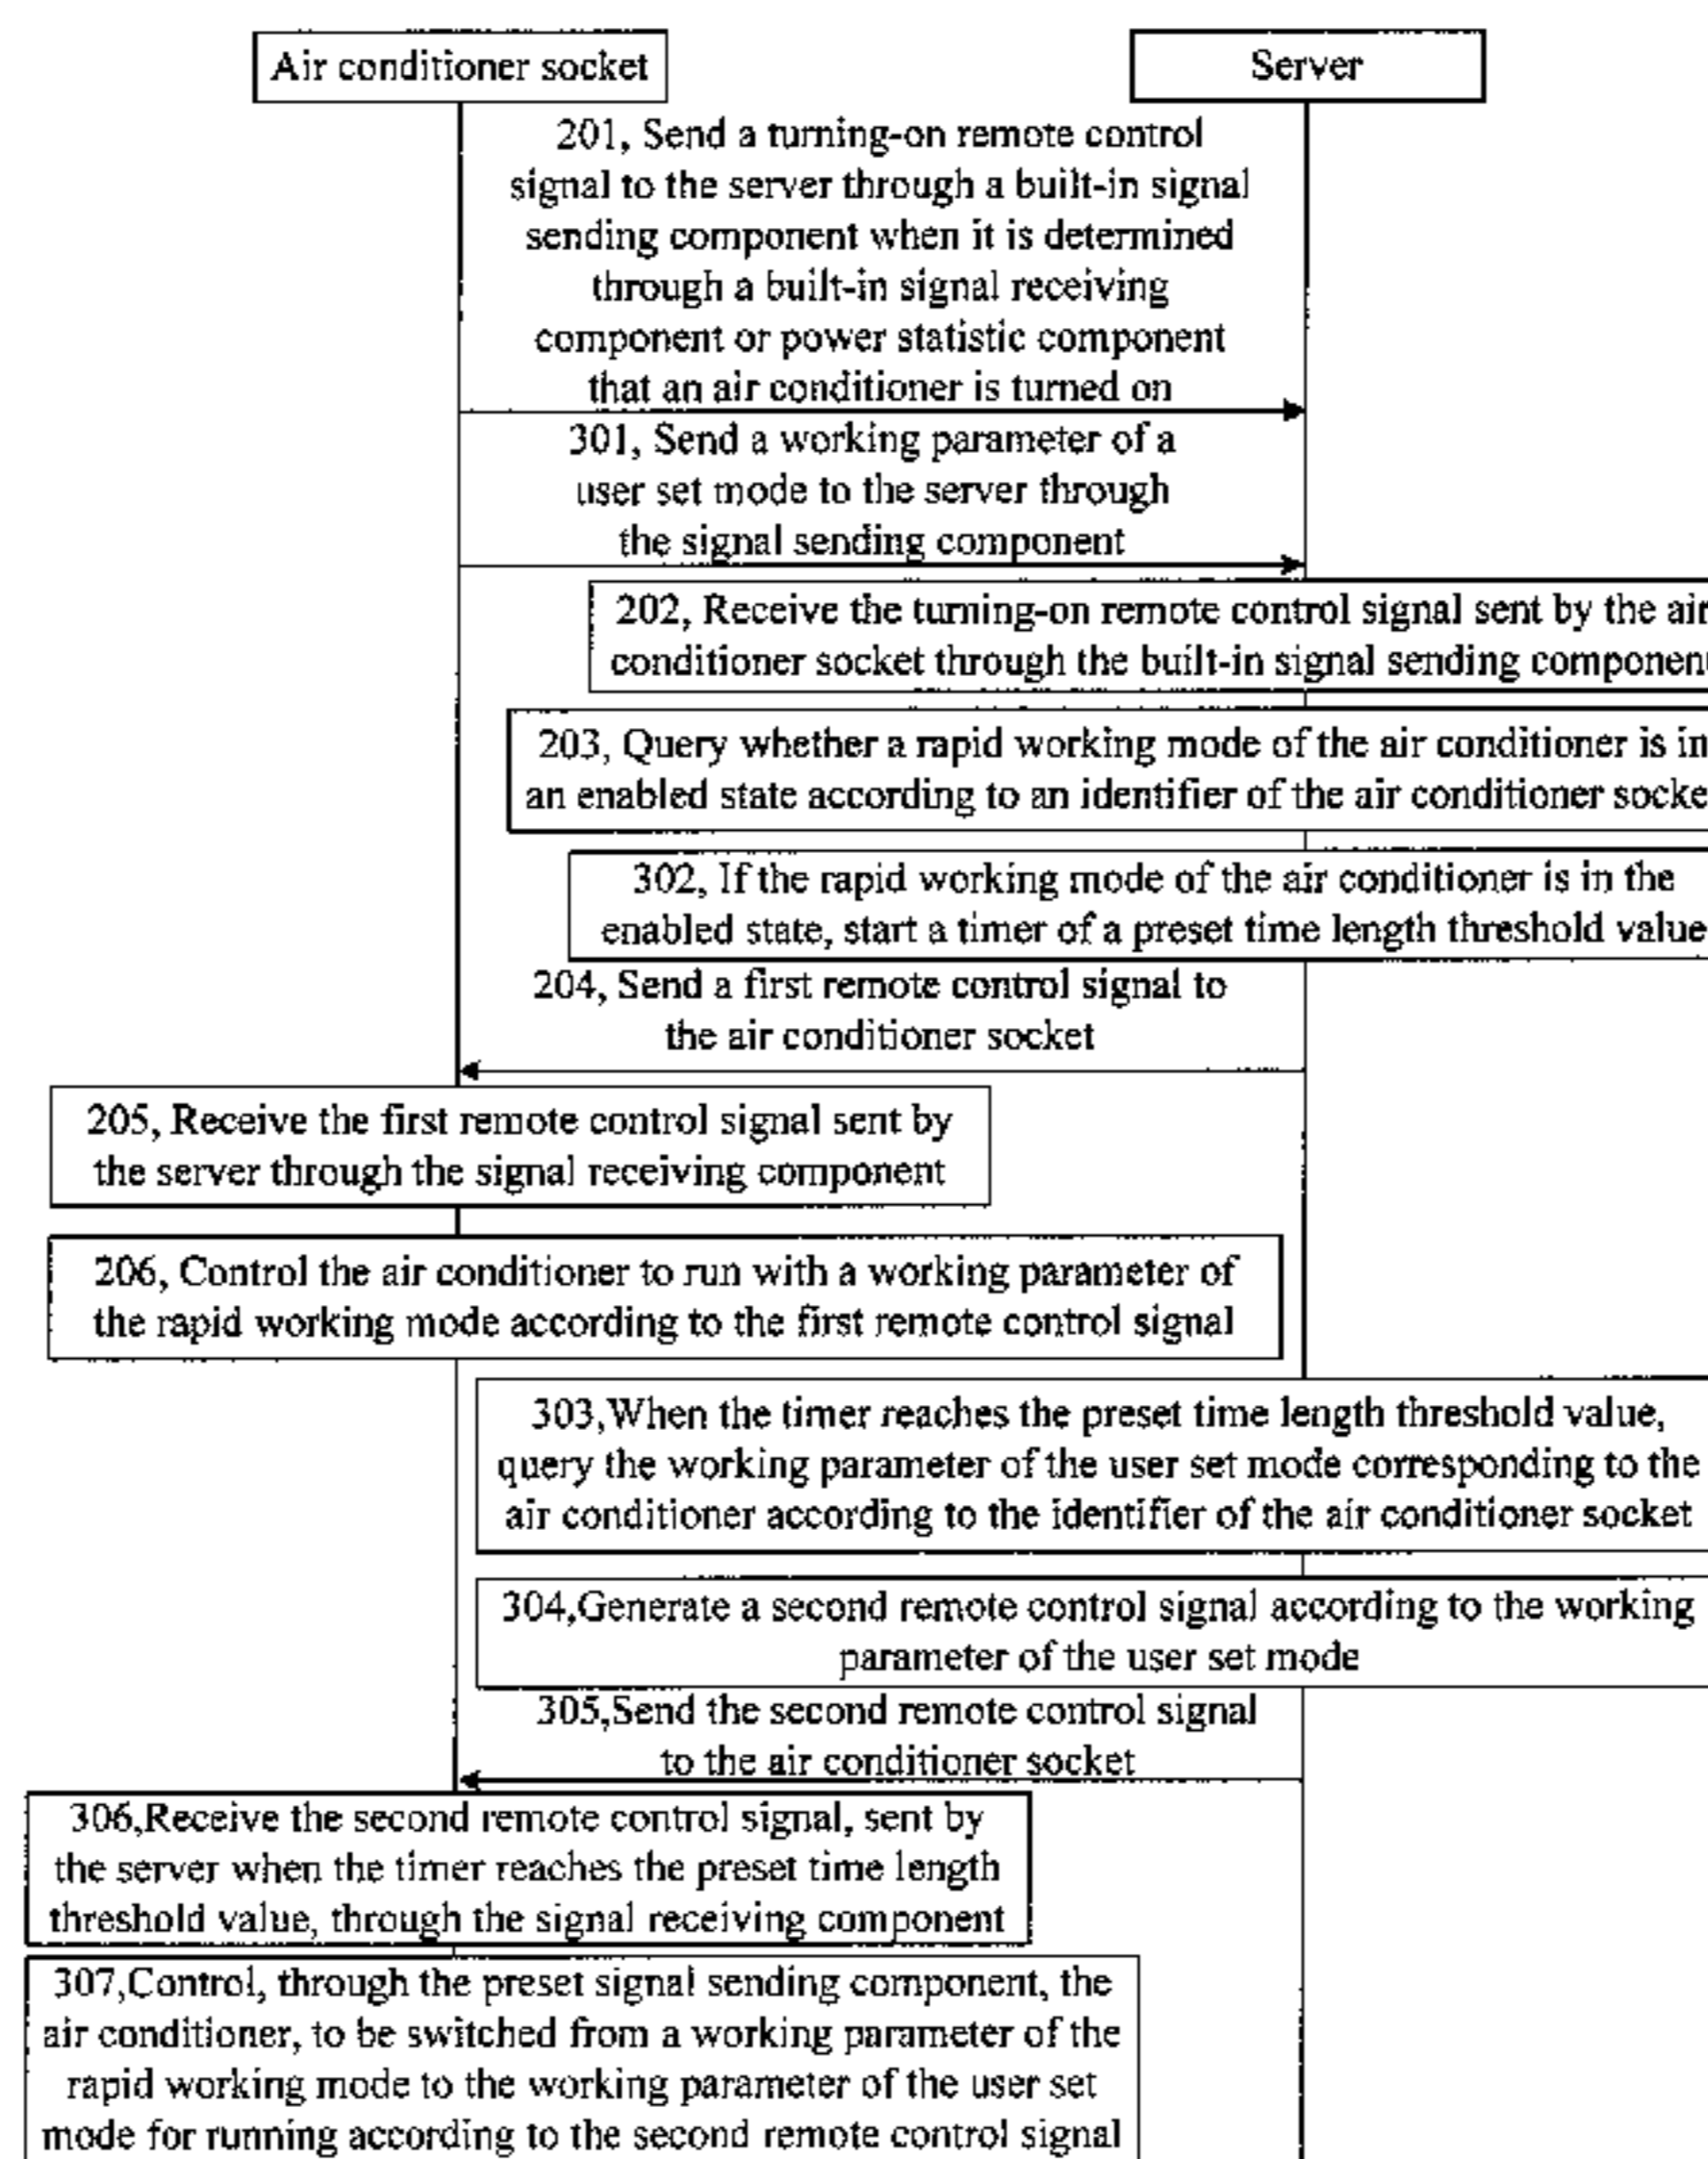 Air conditioner socket
Server
201, Send a turning-on remote control
signal to the server through a built-in signal
sending component when it is determined
through a built-in signal receiving
component or power statistic component
that an air conditioner is turned on
301, Send a working parameter of a
user set mode to the server through
the signal sending component
202, Receive the turning-on remote control signal sent by the air
conditioner socket through the built-in signal sending component
203, Query whether a rapid working mode of the air conditioner is in
an enabled state according to an identifier of the air conditioner socke
302, If the rapid working mode of the air conditioner is in the
enabled state, start a timer of a preset time length threshold value
204, Send a first remote control signal to
the air conditioner socket
205, Receive the first remote control signal sent by
the server through the signal receiving component
206, Control the air conditioner to run with a working parameter of
the rapid working mode according to the first remote control signal
303,When the timer reaches the preset time length threshold value,
query the working parameter of the user set mode corresponding to the
air conditioner according to the identifier of the air conditioner socket
304,Generate a second remote control signal according to the working
parameter of the user set mode
305,Send the second remote control signal
to the air conditioner socket
306,Receive the second remote control signal, sent by
the server when the timer reaches the preset time length
threshold value, through the signal receiving component
307,Control, through the preset signal sending component, the
air conditioner, to be switched from a working parameter of the
rapid working mode to the working parameter of the user set
mode for running according to the second remote control signal